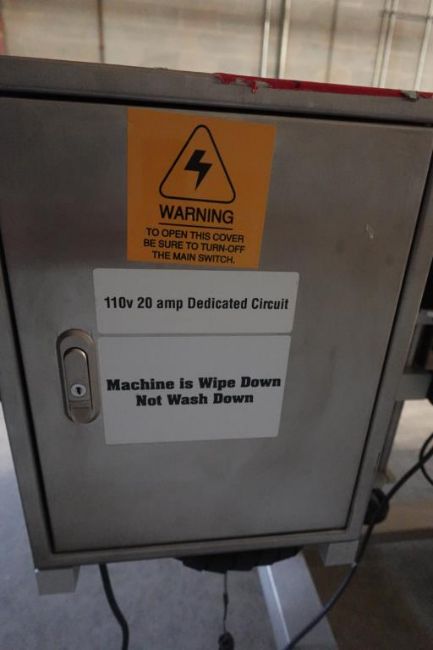 WARNING
TO OPEN THIS COVER
BE SURE TO TURN-OFF
THE MAIN SWITCH.
110v 20 amp Dedicated Circuit
Machine is Wipe Down
Not Wash Down